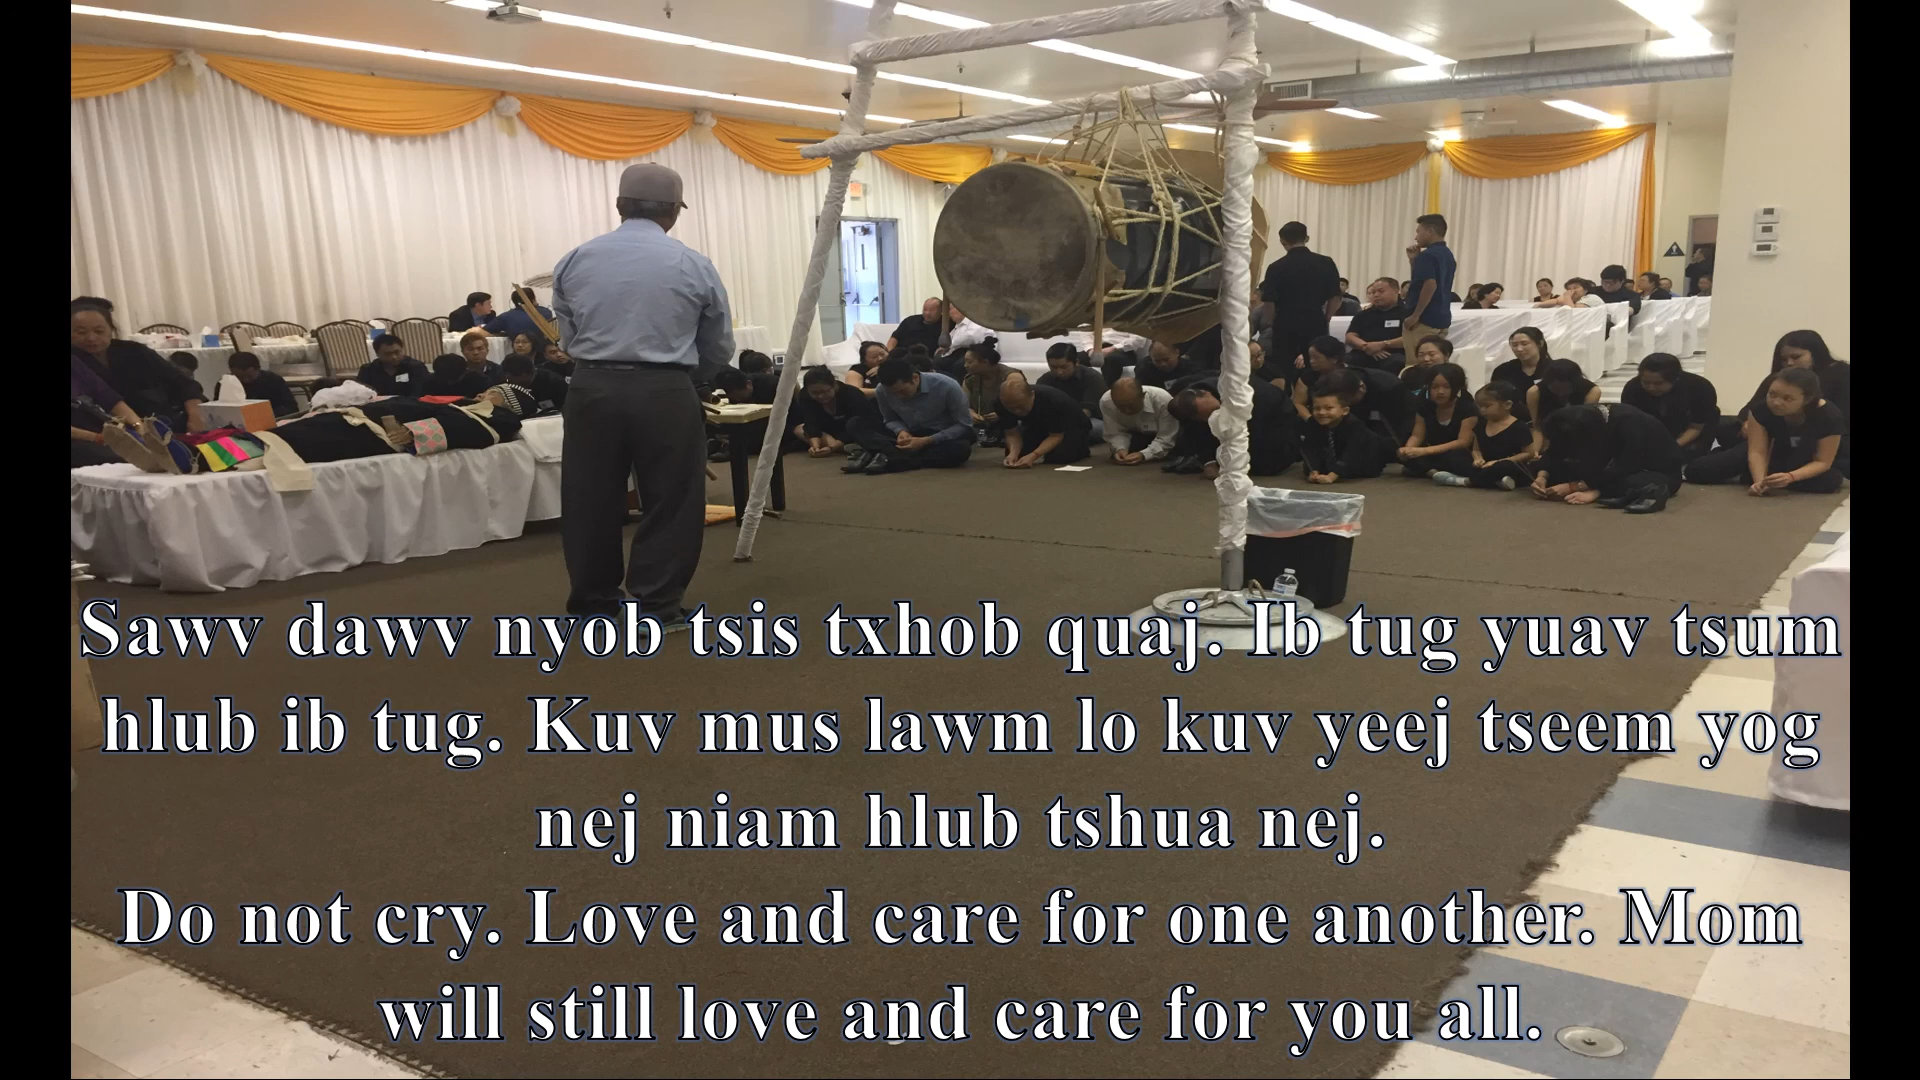 Sawv dawv nyob tsis txhob quaj. Ib tug yuav tsum
hlub ib tug. Kuv mus lawm lo kuv yeej tseem yog
nej niam hlub tshua nej.
Do not cry. Love and care for one another. Mom
will still love and care for you all.